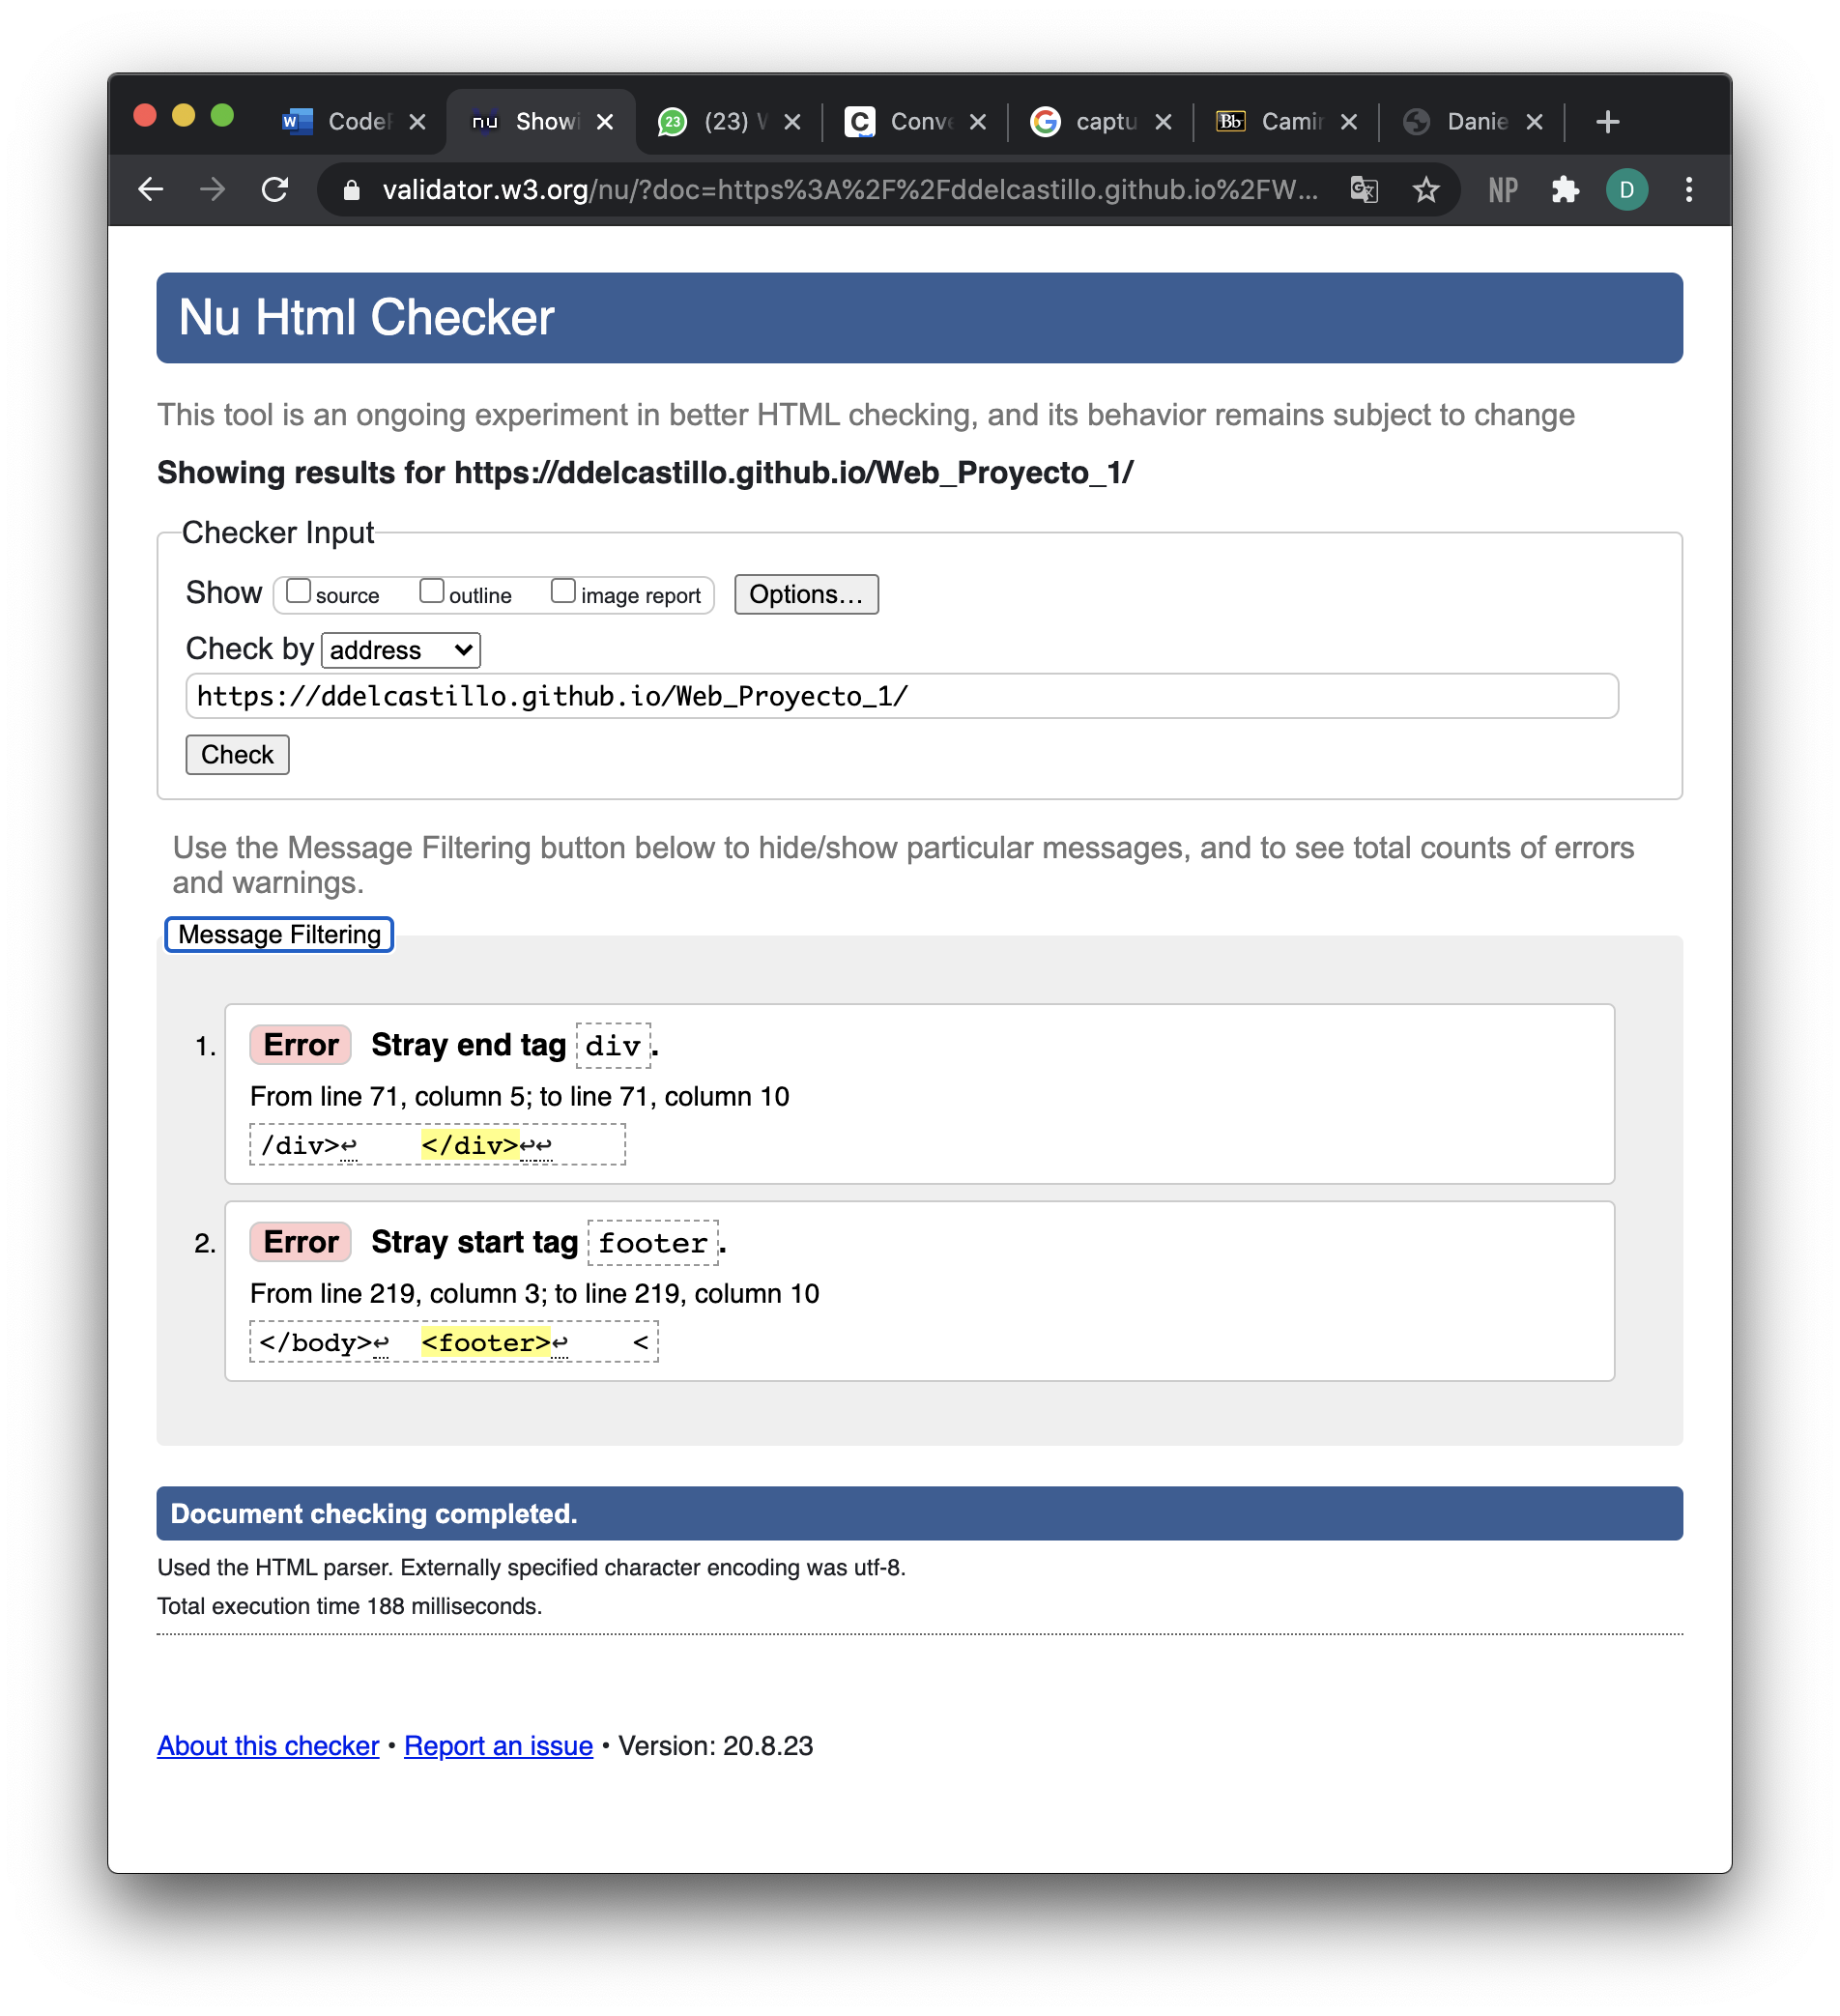 CodeF
Showi
(23) W
Conve
captu
Camin
Danie
validator.w3.org/nu/?doc=https%3A%2F%2Fddelcastillo.github.io%2FW...
NP
D
Nu Html Checker
This tool is an ongoing experiment in better HTML checking, and its behavior remains subject to change
Showing results for https://ddelcastillo.github.io/Web_Proyecto_1/
Checker Input
Show source outline image report Options...
Check by address
https://ddelcastillo.github.io/Web_Proyecto_1/
Check
Use the Message Filtering button below to hide/show particular messages, and to see total counts of errors
and warnings.
Message Filtering
1. Error Stray end tag div.
From line 71, column 5; to line 71, column 10
/div>↩ </div>↩↩
2. Error Stray start tag footer.
From line 219, column 3; to line 219, column 10
</body>↩ <footer>↩ <
Document checking completed.
Used the HTML parser. Externally specified character encoding was utf-8.
Total execution time 188 milliseconds.
About this checker • Report an issue • Version: 20.8.23